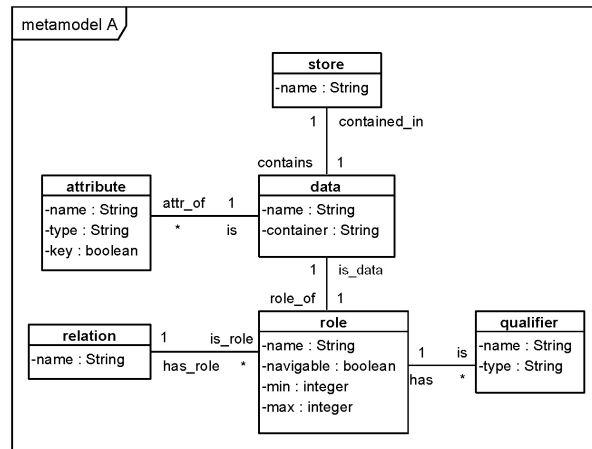 metamodel A
store
-name : String
1 contained_in
contains 1
attribute
-name : String
-type : String
-key : boolean
attr_of 1
* is
data
-name : String
-container : String
1 is_data
role_of 1
relation
-name : String
1 is_role
has_role *
role
-name : String
-navigable : boolean
-min : integer
-max : integer
1 is
has *
qualifier
-name : String
-type : String